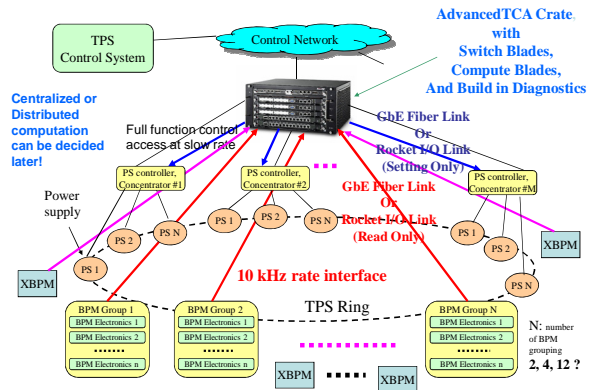 AdvancedTCA Crate
with
Switch Blades,
Compute Blades,
And Build in Diagnostics
TPS
Control System
Control Network
Centralized or
Distributed
computation
can be decided
later!
Full function control
access at slow rate
GbE Fiber Link
Or
Rocket I/O Link
(Setting Only)
PS controller,
Concentrator #1
PS controller,
Concentrator #2
PS controller,
Concentrator #M
GbE Fiber Link
Or
Rocket I/O Link
(Read Only)
Power
supply
PS 1
PS 2
PS N
PS 1
PS 2
PS N
PS 1
PS 2
PS N
XBPM
XBPM
10 kHz rate interface
TPS Ring
BPM Group 1
BPM Electronics 1
BPM Electronics 2
BPM Electronics n
BPM Group 2
BPM Electronics 1
BPM Electronics 2
BPM Electronics n
BPM Group N
BPM Electronics 1
BPM Electronics 2
BPM Electronics n
N: number
of BPM
grouping
2, 4, 12 ?
XBPM
XBPM